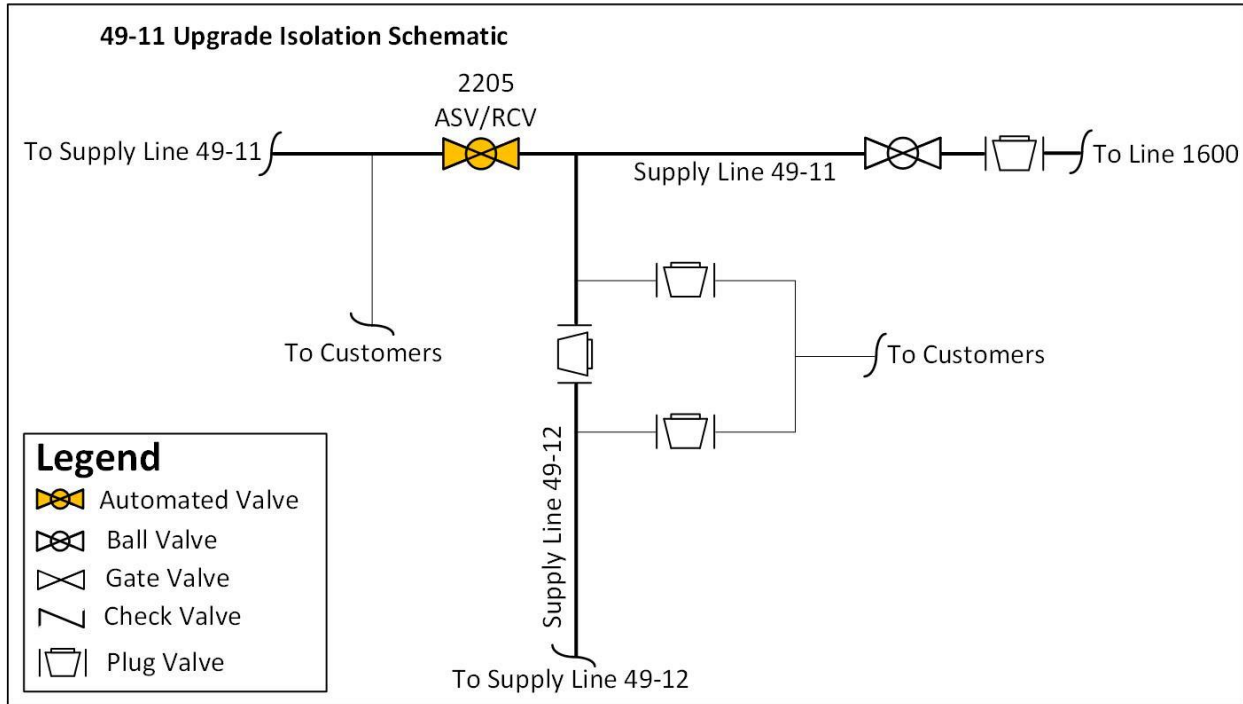 49-11 Upgrade Isolation Schematic
2205
ASV/RCV
To Supply Line 49-11
Supply Line 49-11
To Line 1600
To Customers
To Customers
Supply Line 49-12
To Supply Line 49-12
Legend
Automated Valve
Ball Valve
Gate Valve
Check Valve
Plug Valve